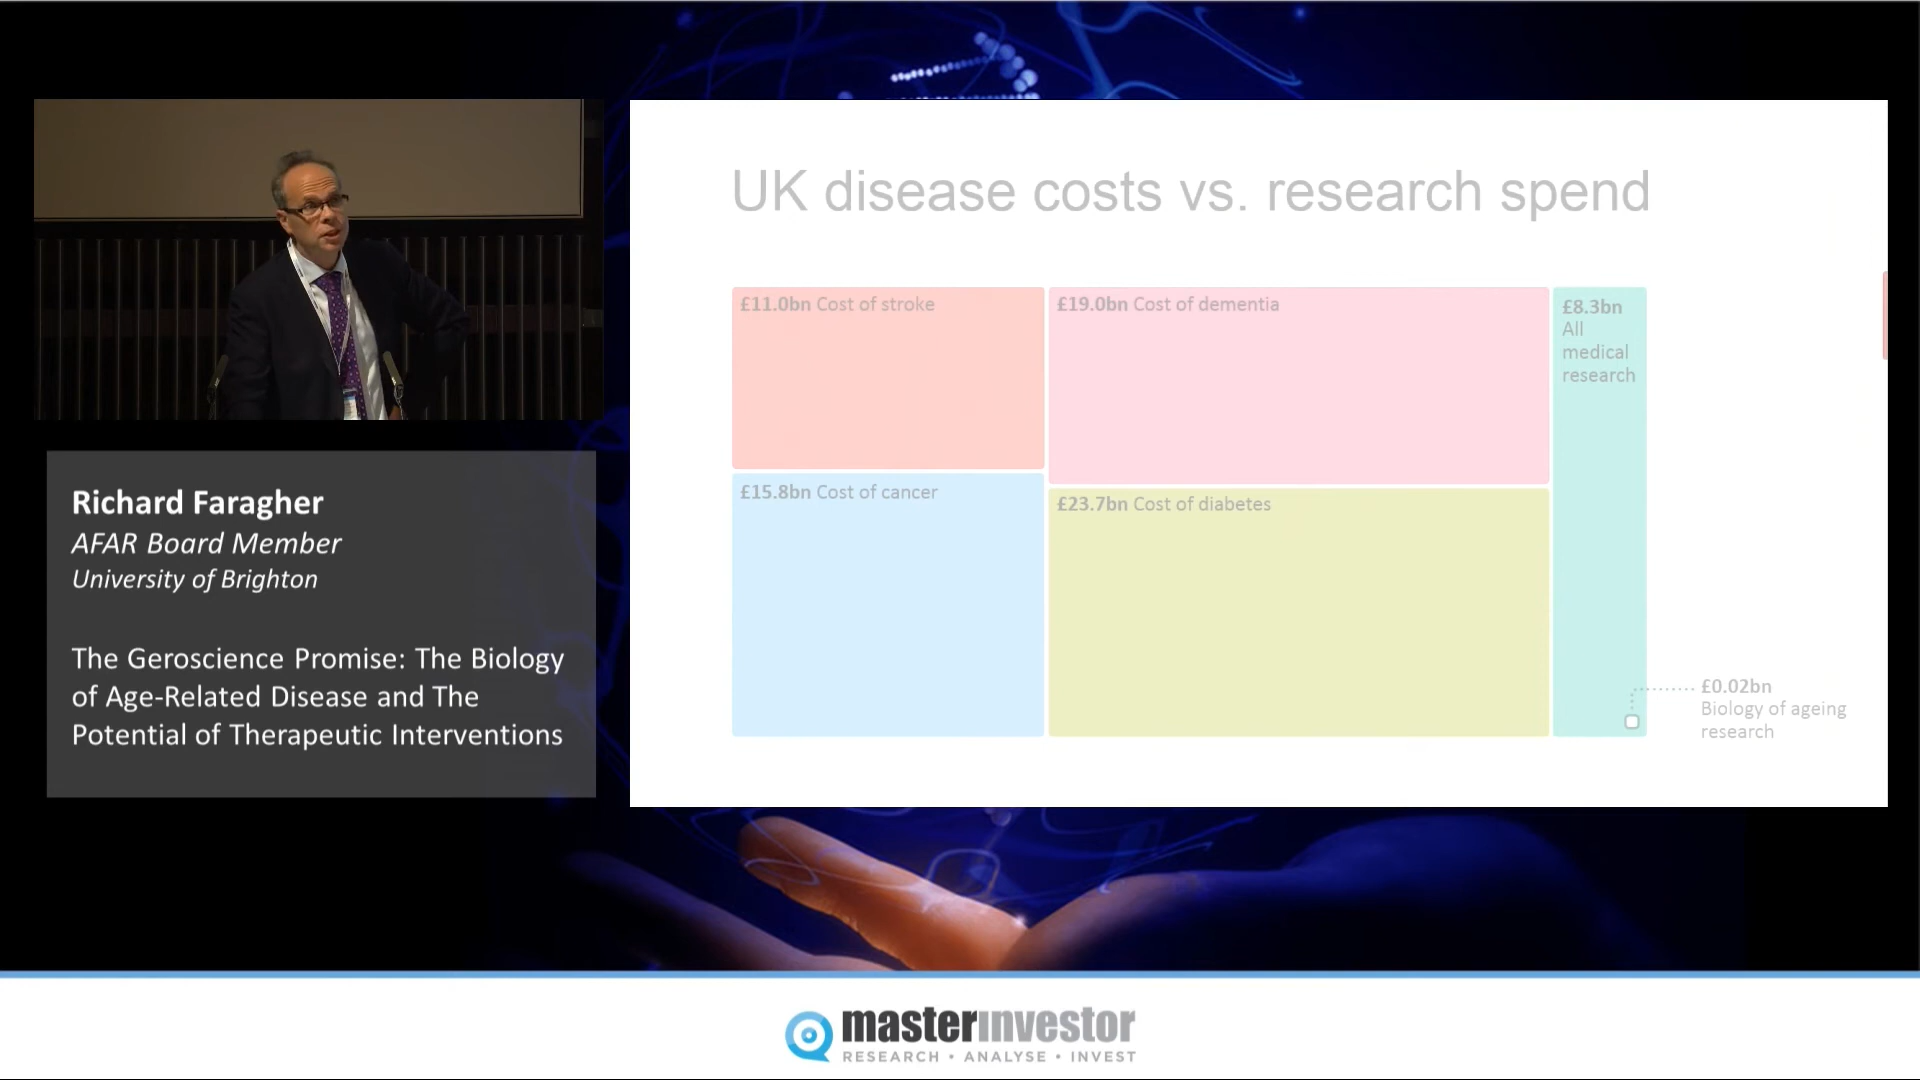 UK disease costs vs. research spend
£11.0bn Cost of stroke
£19.0bn Cost of dementia
£8.3bn
All
medical
research
£15.8bn Cost of cancer
£23.7bn Cost of diabetes
£0.02bn
Biology of ageing
research
Richard Faragher
AFAR Board Member
University of Brighton
The Geroscience Promise: The Biology
of Age-Related Disease and The
Potential of Therapeutic Interventions
masterinvestor
RESEARCH • ANALYSE • INVEST